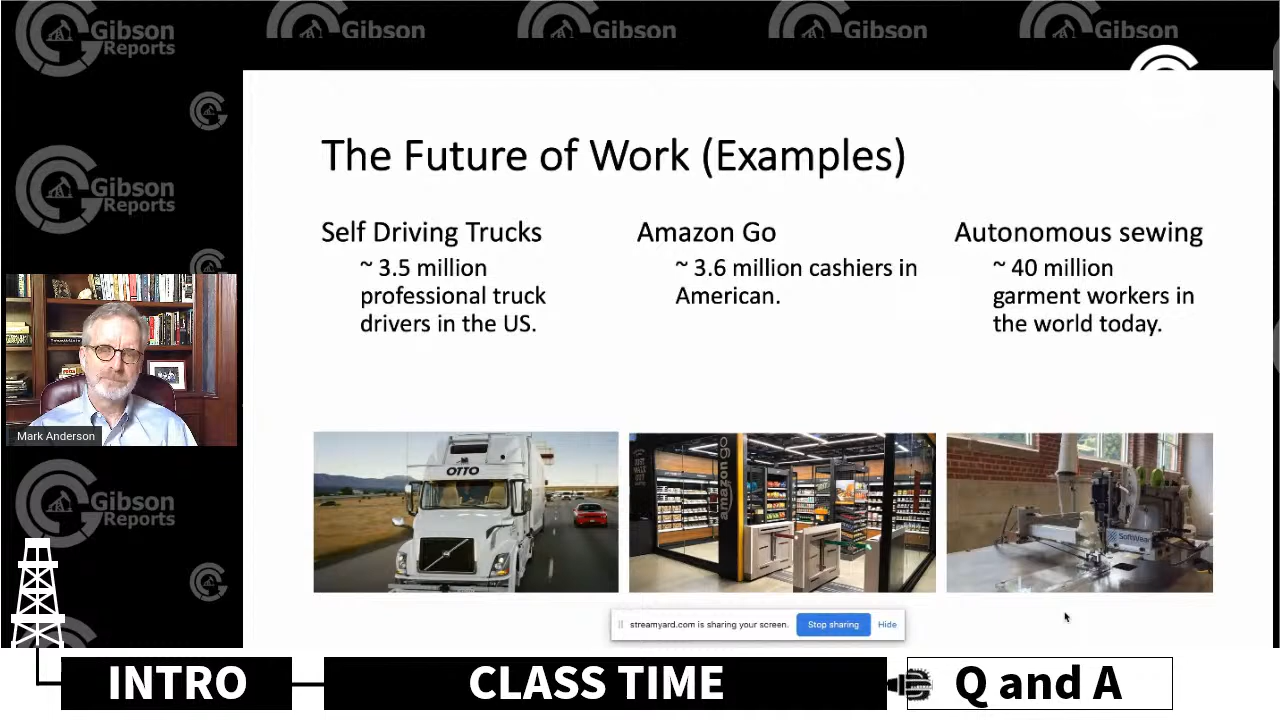 Gibson
Reports
Gibson
Gibson
Gibson
Gibson
Gibson
Reports
Gibson
Reports
The Future of Work (Examples)
Self Driving Trucks
~ 3.5 million
professional truck
drivers in the US.
Amazon Go
~ 3.6 million cashiers in
American.
Autonomous sewing
~ 40 million
garment workers in
the world today.
Mark Anderson
OTTO
amazon go
SoftWear
streamyard.com is sharing your screen.
Stop sharing
Hide
INTRO
CLASS TIME
Q and A